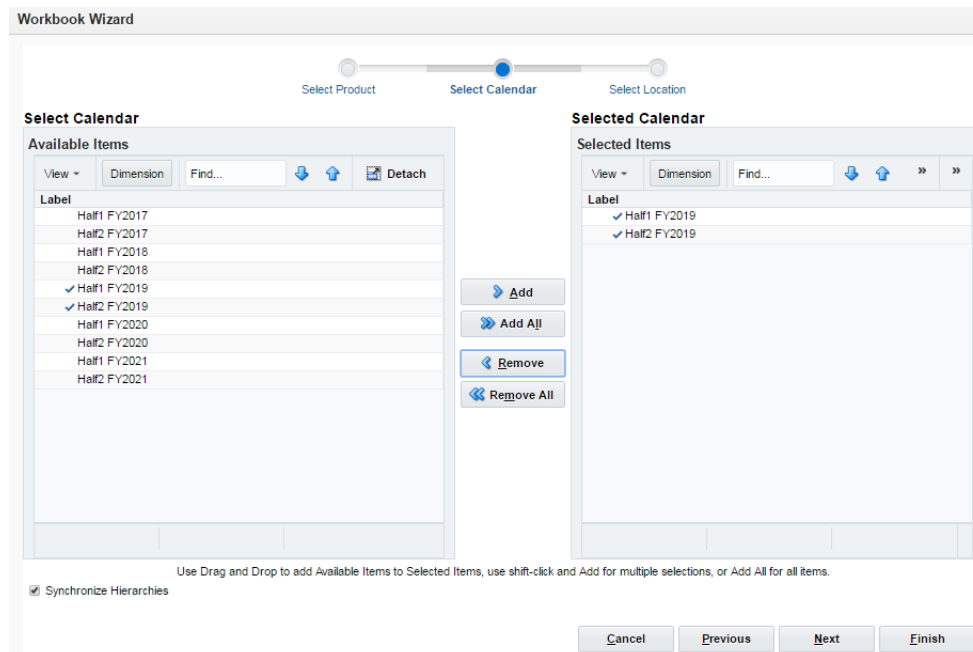 Workbook Wizard
Select Product
Select Calendar
Select Location
Select Calendar
Available Items
View
Dimension
Find...
Detach
Label
Half1 FY2017
Half2 FY2017
Half1 FY2018
Half2 FY2018
Half1 FY2019
Half2 FY2019
Half1 FY2020
Half2 FY2020
Half1 FY2021
Half2 FY2021
Add
Add All
Remove
Remove All
Selected Calendar
Selected Items
View
Dimension
Find...
» »
Label
Half1 FY2019
Half2 FY2019
Use Drag and Drop to add Available Items to Selected Items, use shift-click and Add for multiple selections, or Add All for all items.
Synchronize Hierarchies
Cancel
Previous
Next
Finish